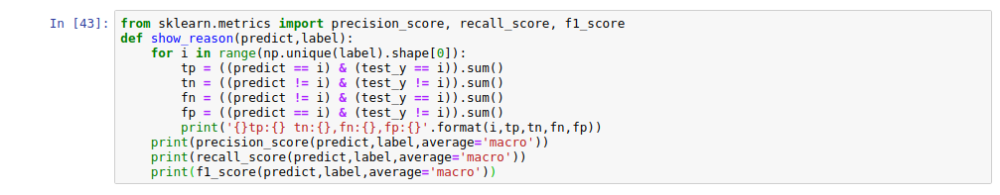 In [43]: from sklearn.metrics import precision_score, recall_score, f1_score
def show_reason(predict,label):
    for i in range(np.unique(label).shape[0]):
        tp = ((predict == i) & (test_y == i)).sum()
        tn = ((predict != i) & (test_y != i)).sum()
        fn = ((predict != i) & (test_y == i)).sum()
        fp = ((predict == i) & (test_y != i)).sum()
        print('{}tp:{} tn:{},fn:{},fp:{}'.format(i,tp,tn,fn,fp))
    print(precision_score(predict,label,average='macro'))
    print(recall_score(predict,label,average='macro'))
    print(f1_score(predict,label,average='macro'))